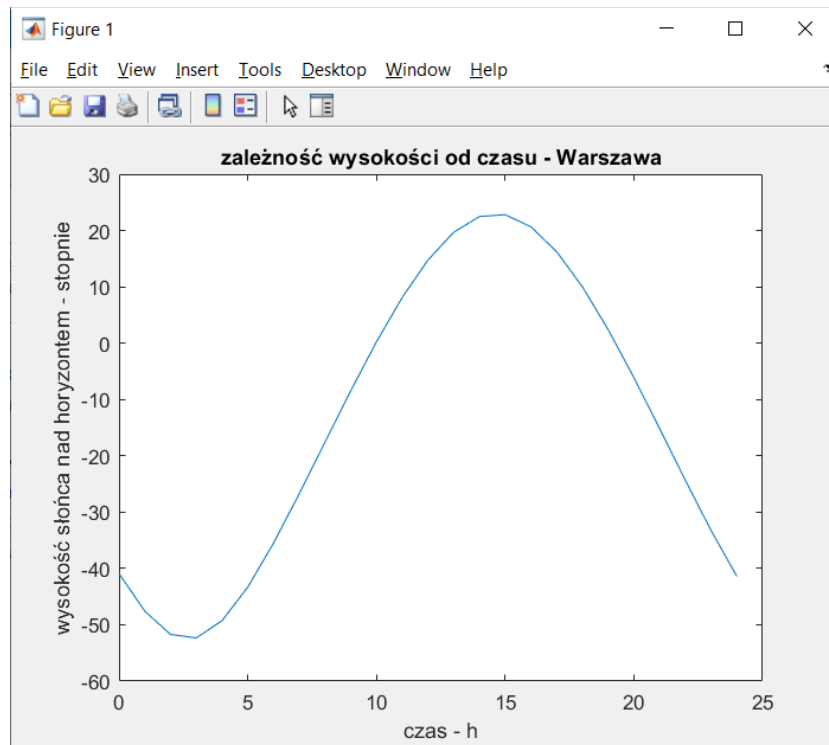 Figure 1
File Edit View Insert Tools Desktop Window Help
zależność wysokości od czasu - Warszawa
wysokość słońca nad horyzontem - stopnie
30
20
10
0
-10
-20
-30
-40
-50
-60
0 5 10 15 20 25
czas - h